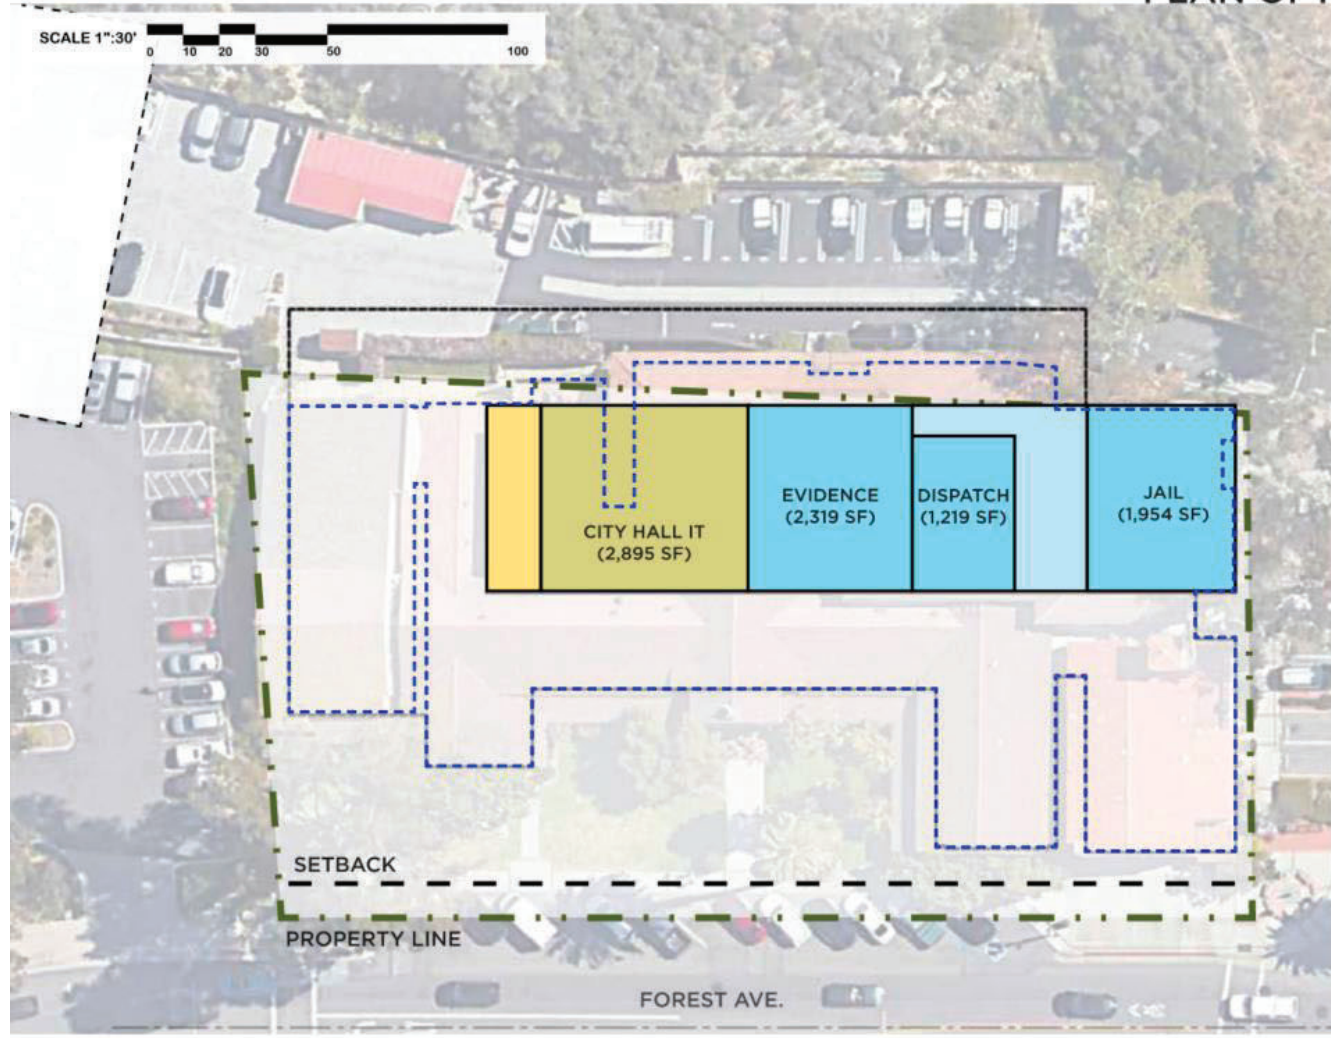 SCALE 1":30'
0 10 20 30 50 100
CITY HALL IT
(2,895 SF)
EVIDENCE
(2,319 SF)
DISPATCH
(1,219 SF)
JAIL
(1,954 SF)
SETBACK
PROPERTY LINE
FOREST AVE.